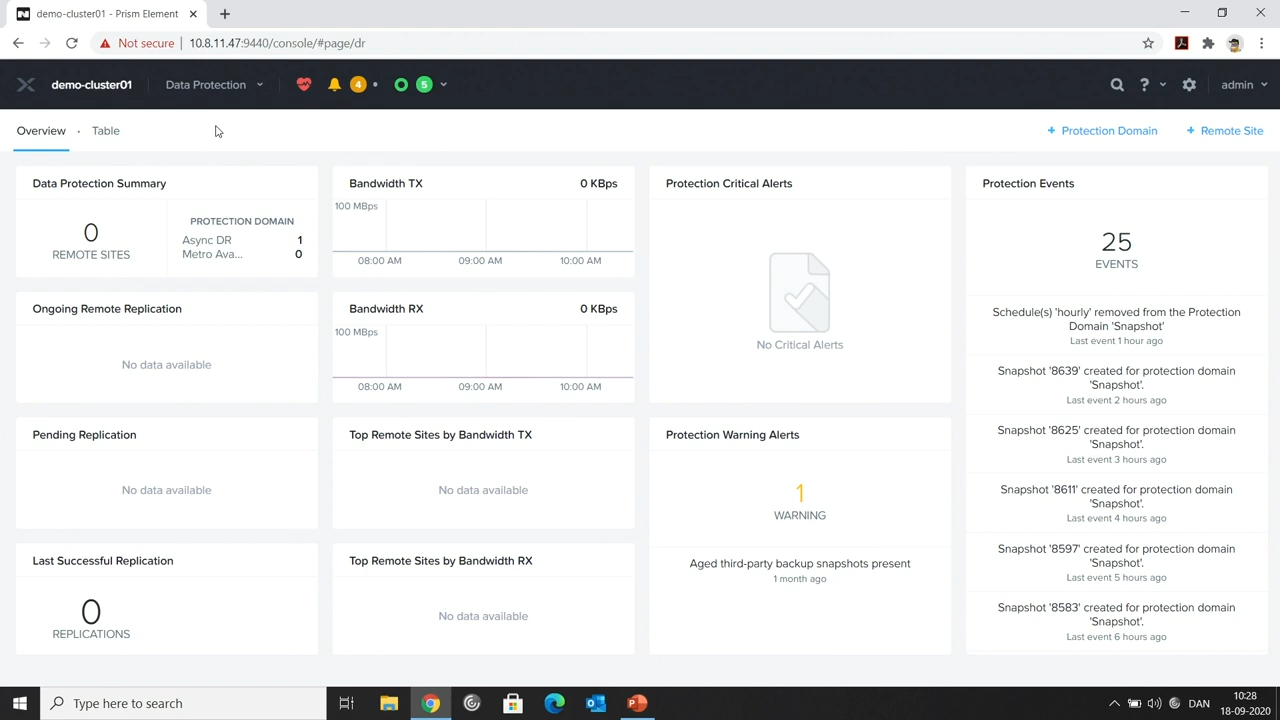 demo-cluster01 - Prism Element
Not secure
10.8.11.47:9440/console/#page/dr
demo-cluster01
Data Protection
4
5
?
admin
Overview
Table
+ Protection Domain
+ Remote Site
Data Protection Summary
0
REMOTE SITES
PROTECTION DOMAIN
Async DR 1
Metro Ava... 0
Ongoing Remote Replication
No data available
Pending Replication
No data available
Last Successful Replication
0
REPLICATIONS
Bandwidth TX 0 KBps
100 MBps
08:00 AM 09:00 AM 10:00 AM
Bandwidth RX 0 KBps
100 MBps
08:00 AM 09:00 AM 10:00 AM
Top Remote Sites by Bandwidth TX
No data available
Top Remote Sites by Bandwidth RX
No data available
Protection Critical Alerts
No Critical Alerts
Protection Warning Alerts
1
WARNING
Aged third-party backup snapshots present
1 month ago
Protection Events
25
EVENTS
Schedule(s) 'hourly' removed from the Protection
Domain 'Snapshot'
Last event 1 hour ago
Snapshot '8639' created for protection domain
'Snapshot'.
Last event 2 hours ago
Snapshot '8625' created for protection domain
'Snapshot'.
Last event 3 hours ago
Snapshot '8611' created for protection domain
'Snapshot'.
Last event 4 hours ago
Snapshot '8597' created for protection domain
'Snapshot'.
Last event 5 hours ago
Snapshot '8583' created for protection domain
'Snapshot'.
Last event 6 hours ago
Type here to search
DAN
10:28
18-09-2020